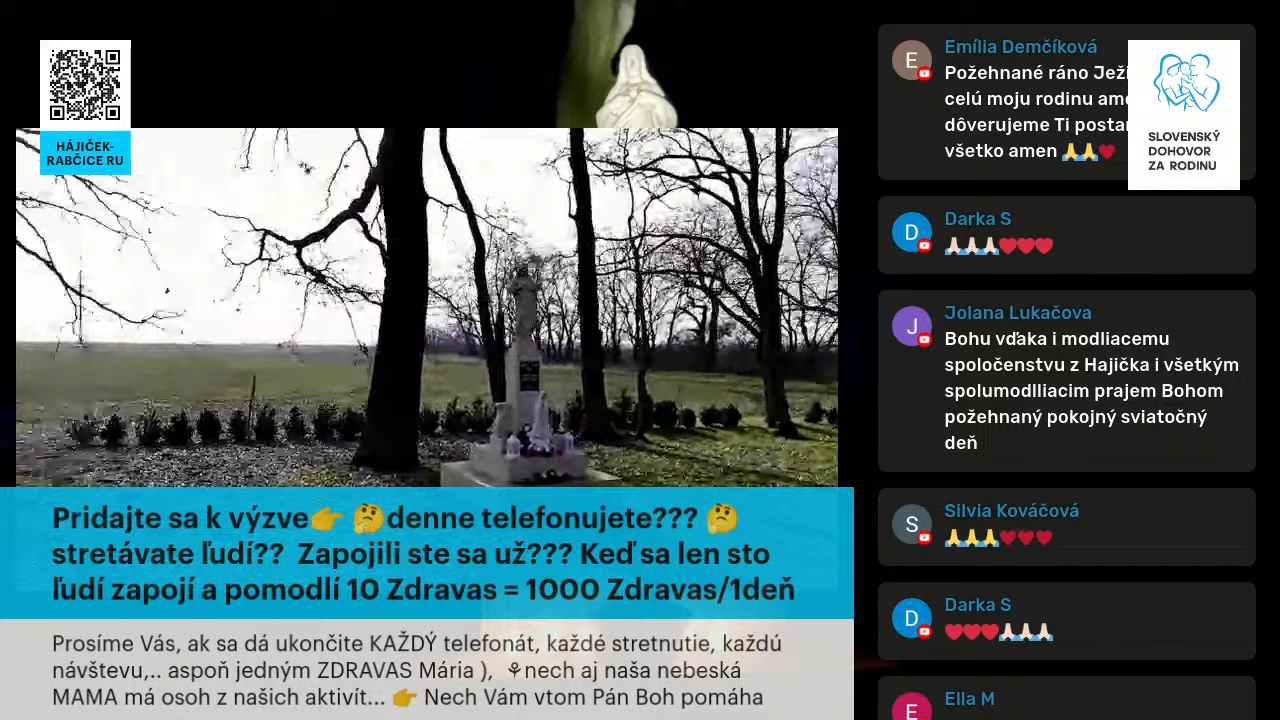 HÁJIČEK-
RABČICE RU
Pridajte sa k výzve👉 🤔denne telefonujete??? 🤔
stretávate ľudí??  Zapojili ste sa už??? Keď sa len sto
ľudí zapojí a pomodlí 10 Zdravas = 1000 Zdravas/1deň
Prosíme Vás, ak sa dá ukončite KAŽDÝ telefonát, každé stretnutie, každú
návštevu,.. aspoň jedným ZDRAVAS Mária ),  ⚘nech aj naša nebeská
MAMA má osoh z našich aktivít... 👉 Nech Vám vtom Pán Boh pomáha
E
Emília Demčíková
Požehnané ráno Ježi
celú moju rodinu
dôverujeme Ti
všetko amen 🙏🙏♥️
SLOVENSKÝ
DOHOVOR
ZA RODINU
D
Darka S
🙏🏻🙏🏻🙏🏻❤️❤️❤️
J
Jolana Lukačova
Bohu vďaka i modliacemu
spoločenstvu z Hajička i všetkým
spolumodlliacim prajem Bohom
požehnaný pokojný sviatočný
deň
S
Silvia Kováčová
🙏🙏🙏♥️♥️♥️
D
Darka S
❤️❤️❤️🙏🏻🙏🏻🙏🏻
E
Ella M